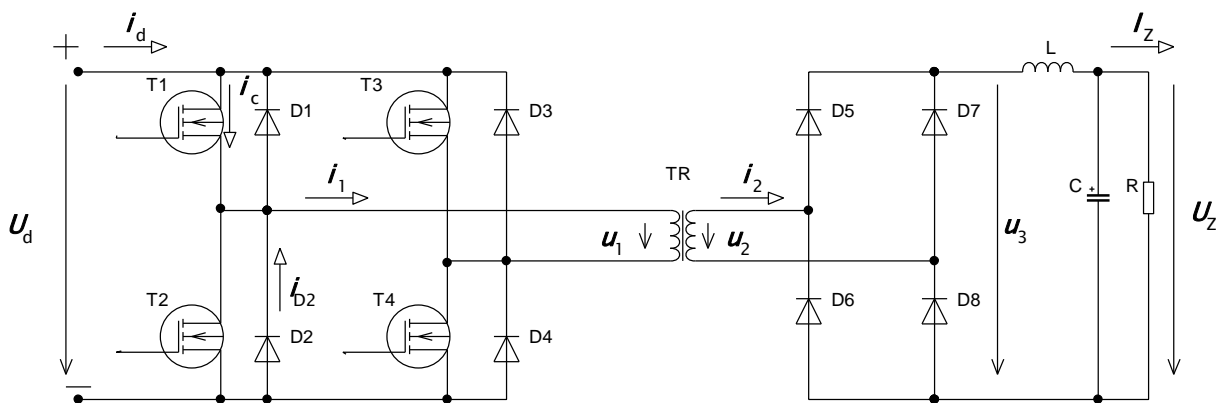 + i_d
U_d
T1
i_c
D1
T3
D3
i_1
T2
i_D2
D2
T4
D4
TR
u_1
u_2
i_2
D5
D7
D6
D8
u_3
L
I_Z
C
+
R
U_Z
—